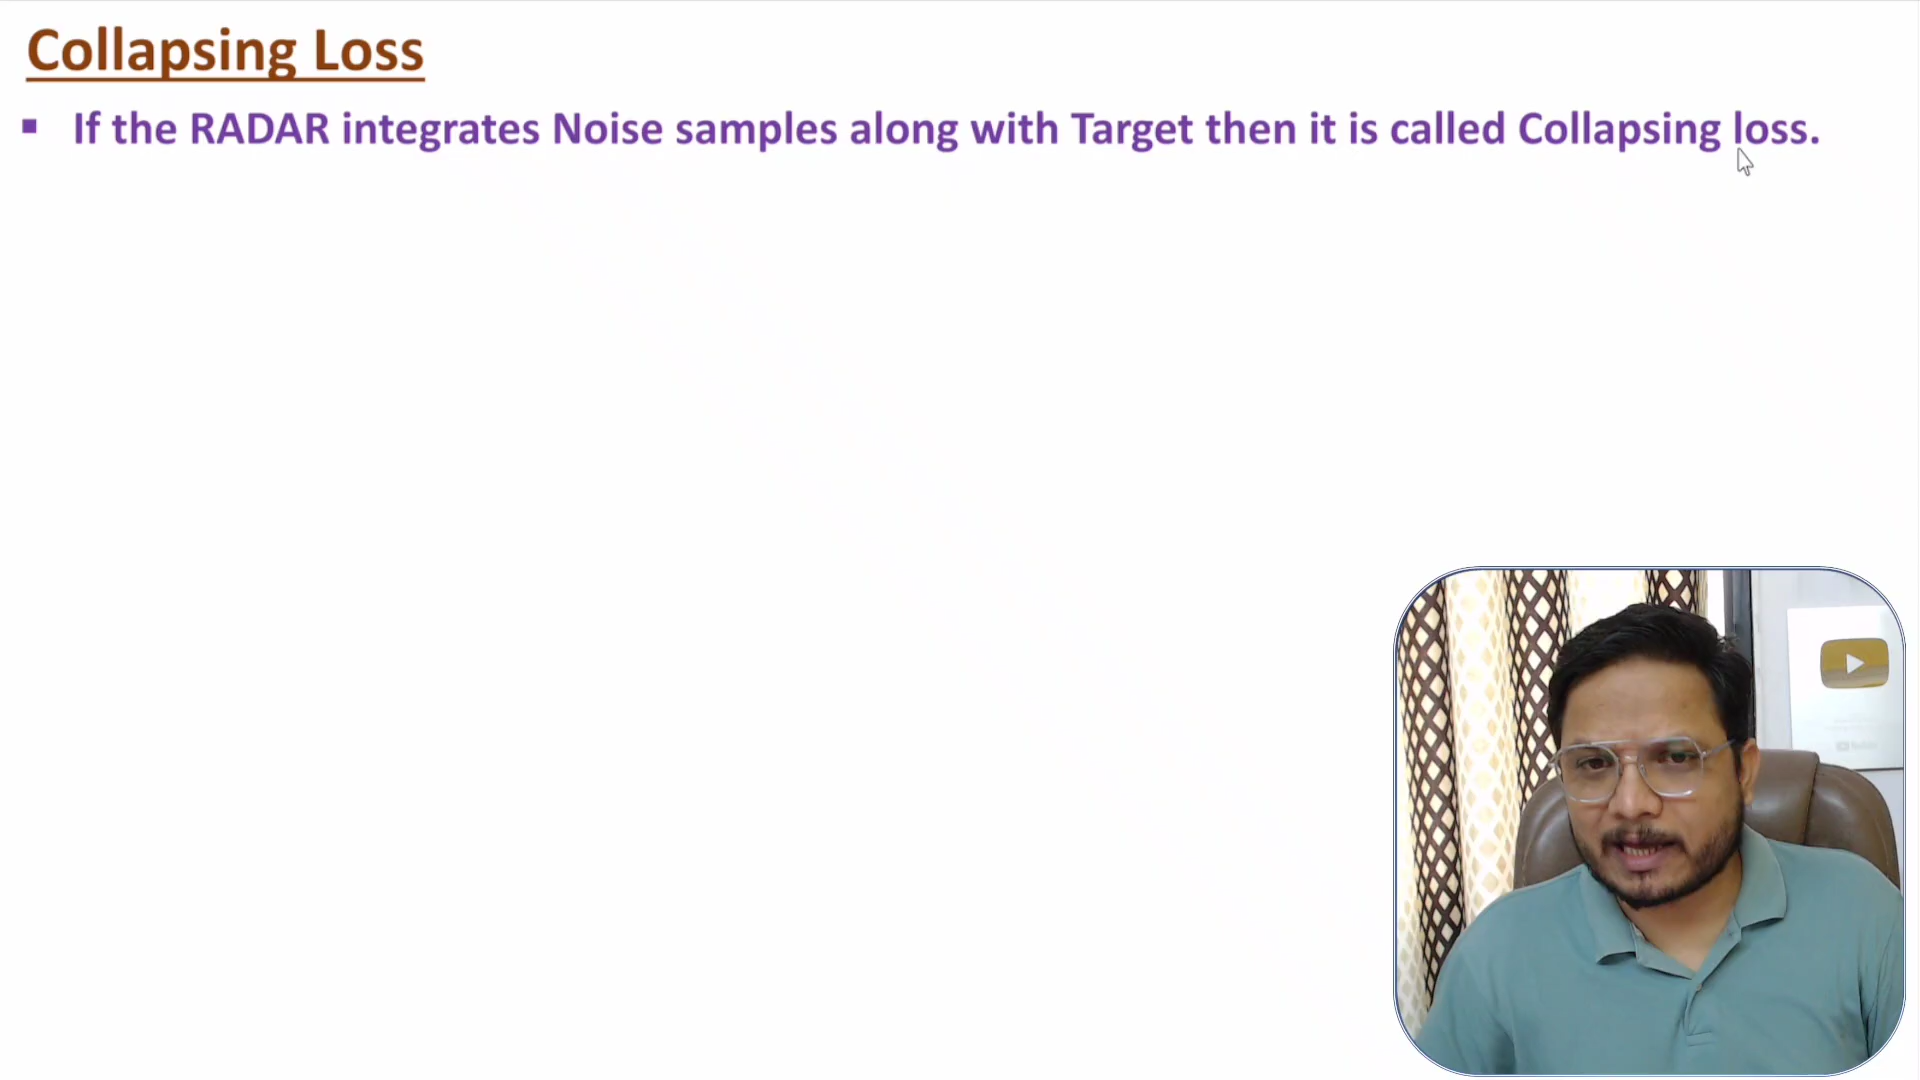 Collapsing Loss
▪ If the RADAR integrates Noise samples along with Target then it is called Collapsing loss.